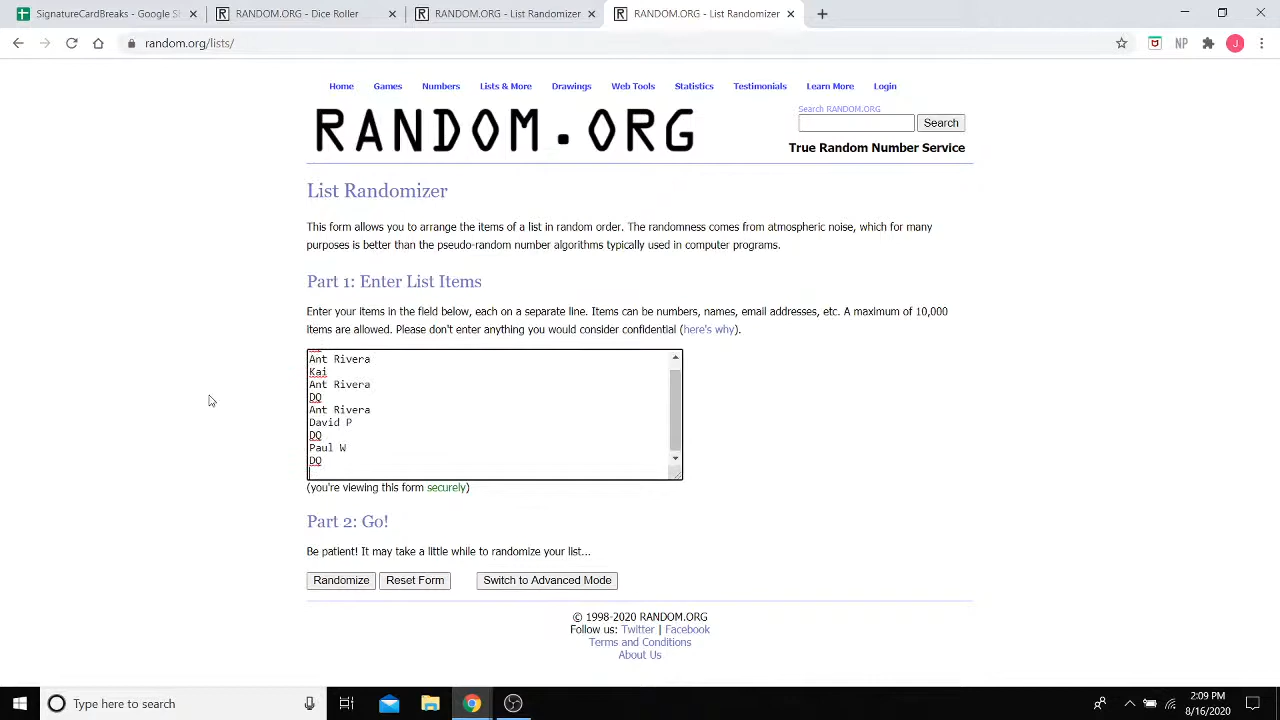 SignatureCardBreaks - Google Sh
RANDOM.ORG - Dice Roller
RANDOM.ORG - List Randomizer
RANDOM.ORG - List Randomizer
random.org/lists/
NP
J
Home Games Numbers Lists & More Drawings Web Tools Statistics Testimonials Learn More Login
Search RANDOM.ORG
RANDOM.ORG
Search
True Random Number Service
List Randomizer
This form allows you to arrange the items of a list in random order. The randomness comes from atmospheric noise, which for many
purposes is better than the pseudo-random number algorithms typically used in computer programs.
Part 1: Enter List Items
Enter your items in the field below, each on a separate line. Items can be numbers, names, email addresses, etc. A maximum of 10,000
items are allowed. Please don't enter anything you would consider confidential (here's why).
Ant Rivera
Kai
Ant Rivera
DQ
Ant Rivera
David P
DQ
Paul W
DQ
(you're viewing this form securely)
Part 2: Go!
Be patient! It may take a little while to randomize your list...
Randomize Reset Form Switch to Advanced Mode
© 1998-2020 RANDOM.ORG
Follow us: Twitter | Facebook
Terms and Conditions
About Us
Type here to search
2:09 PM
8/16/2020